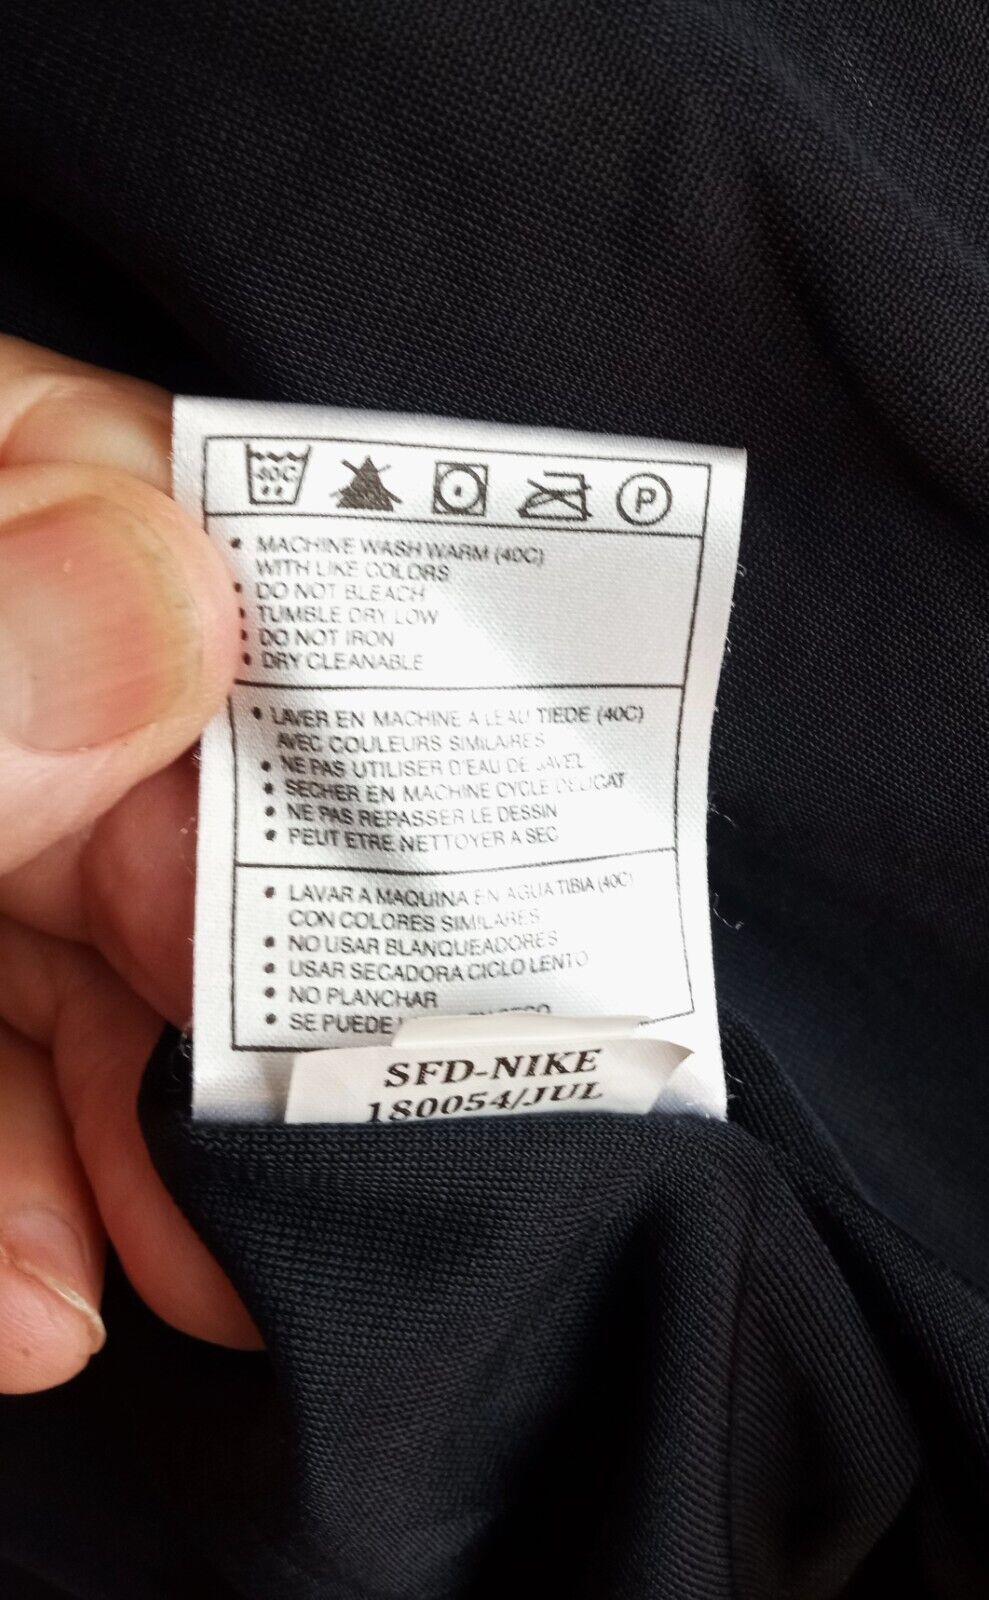 40C
P
• MACHINE WASH WARM (40C)
WITH LIKE COLORS
• DO NOT BLEACH
• TUMBLE DRY LOW
• DO NOT IRON
• DRY CLEANABLE
• LAVER EN MACHINE A LEAU TIEDE (40C)
AVEC COULEURS SIMILAIRES
• NE PAS UTILISER D'EAU DE JAVEL
• SECHER EN MACHINE CYCLE DELICAT
• NE PAS REPASSER LE DESSIN
• PEUT ETRE NETTOYER A SEC
• LAVAR A MAQUINA EN AGUA TIBIA (40C)
CON COLORES SIMILARES
• NO USAR BLANQUEADORES
• USAR SECADORA CICLO LENTO
• NO PLANCHAR
• SE PUEDE
SFD-NIKE
180054/JUL